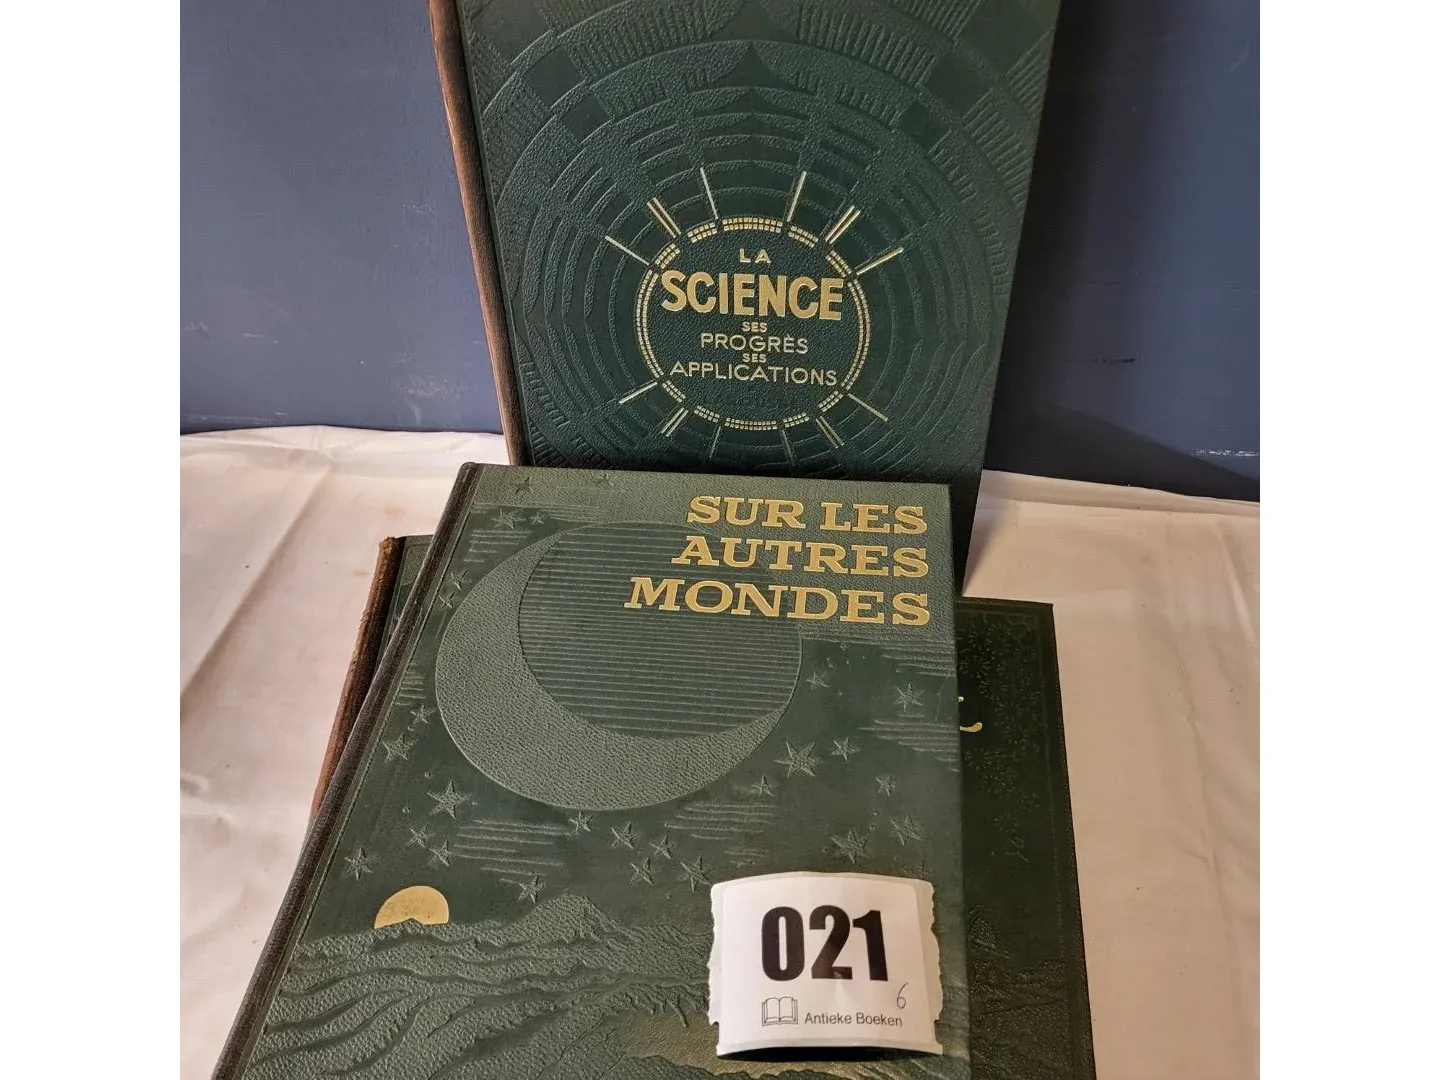 LA
SCIENCE
SES
PROGRÈS
SES
APPLICATIONS
SUR LES
AUTRES
MONDES
021
6
Antieke Boeken